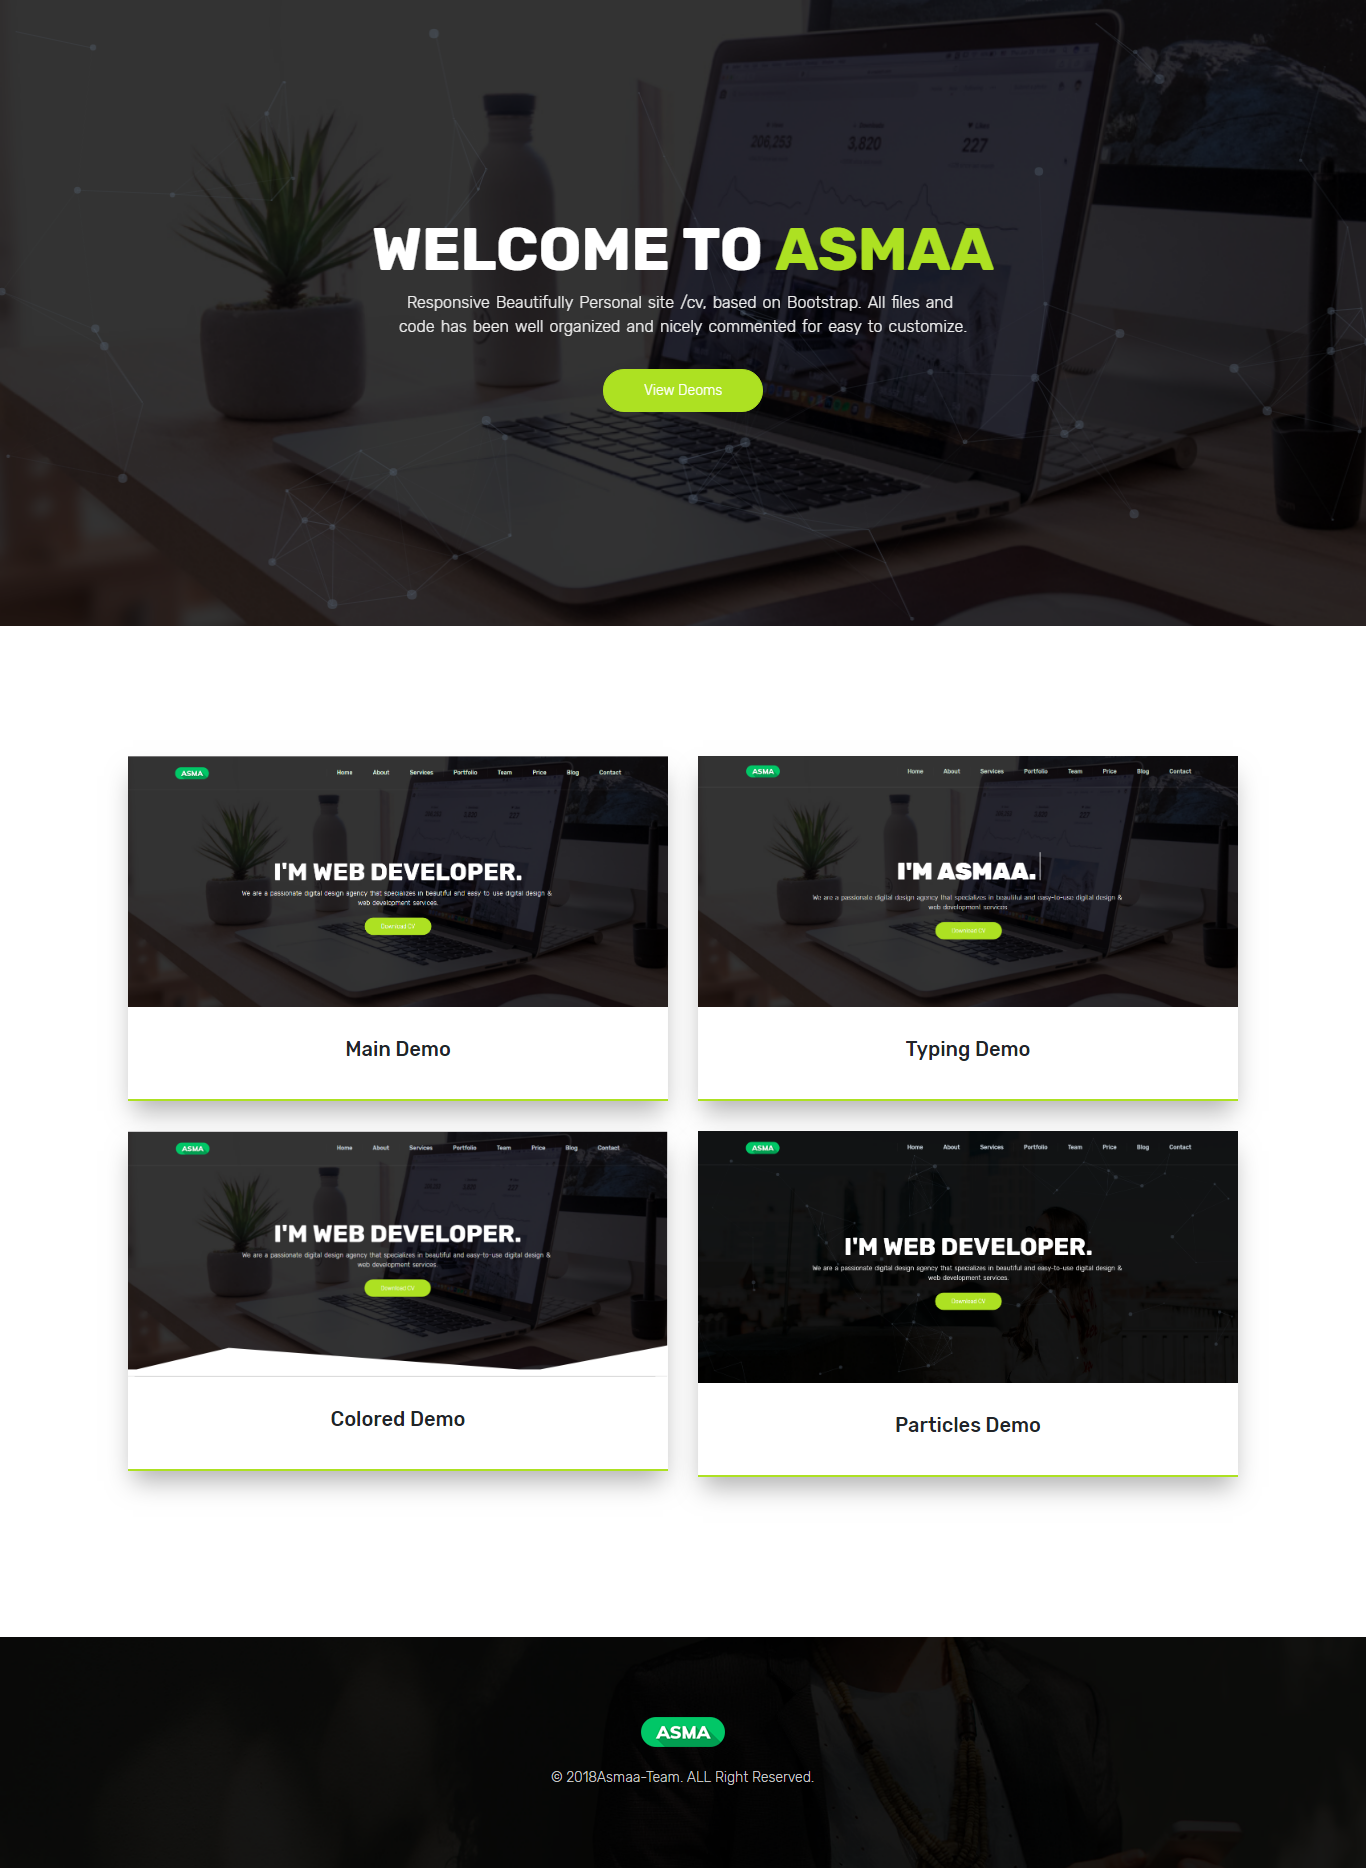 206,253
3,820
227
WELCOME TO ASMAA
Responsive Beautifully Personal site /cv, based on Bootstrap. All files and
code has been well organized and nicely commented for easy to customize.
View Deoms
ASMA
Home About Services Portfolio Team Price Blog Contact
I'M WEB DEVELOPER.
We are a passionate digital design agency that specializes in beautiful and easy to use digital design &
web development services.
Download CV
Main Demo
ASMA
Home About Services Portfolio Team Price Blog Contact
I'M ASMAA.
We are a passionate digital design agency that specializes in beautiful and easy-to-use digital design &
web development services
Download CV
Typing Demo
ASMA
Home About Services Portfolio Team Price Blog Contact
I'M WEB DEVELOPER.
We are a passionate digital design agency that specializes in beautiful and easy-to-use digital design &
web development services.
Download CV
Colored Demo
ASMA
Home About Services Portfolio Team Price Blog Contact
I'M WEB DEVELOPER.
We are a passionate digital design agency that specializes in beautiful and easy-to-use digital design &
web development services.
Download CV
Particles Demo
ASMA
© 2018Asmaa-Team. ALL Right Reserved.